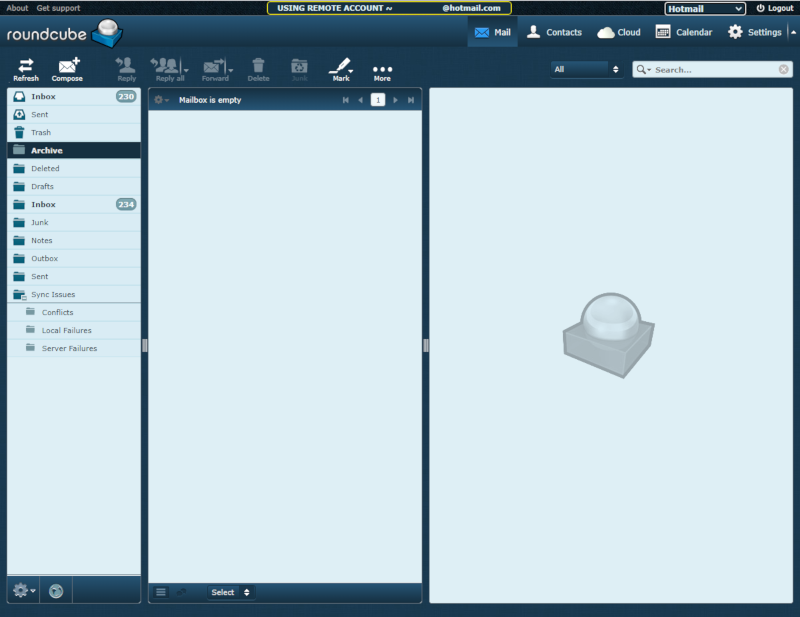 About Get support USING REMOTE ACCOUNT ~ @hotmail.com Hotmail Logout
roundcube Mail Contacts Cloud Calendar Settings
Refresh Compose Reply Reply all Forward Delete Junk Mark More All Search...
Inbox 230
Mailbox is empty 1
Sent
Trash
Archive
Deleted
Drafts
Inbox 234
Junk
Notes
Outbox
Sent
Sync Issues
Conflicts
Local Failures
Server Failures
Select